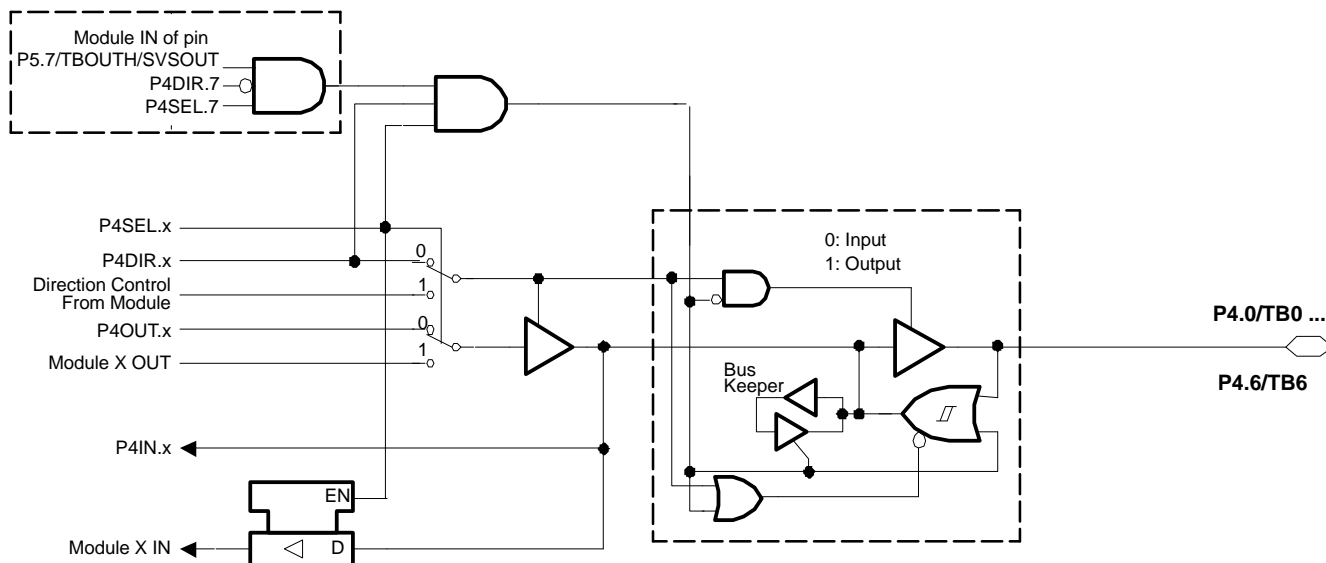 Module IN of pin
P5.7/TBOUTH/SVSOUT
P4DIR.7
P4SEL.7
P4SEL.x
P4DIR.x
0
Direction Control
From Module
1
P4OUT.x
0
Module X OUT
1
P4IN.x
EN
Module X IN
D
0: Input
1: Output
Bus
Keeper
P4.0/TB0 ...
P4.6/TB6